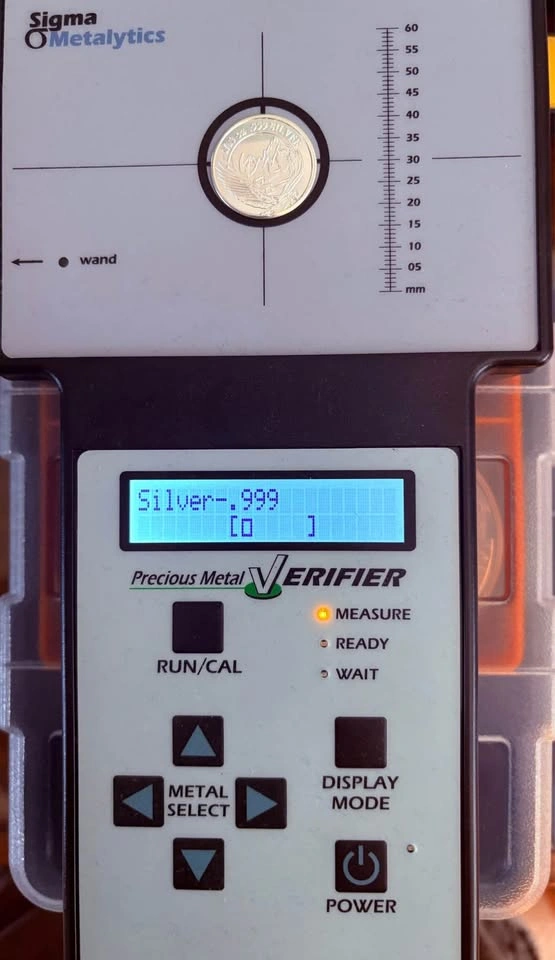 Sigma
Metalytics
60
55
50
45
40
35
30
25
20
15
10
05
mm
wand
.999
Silver-.999
[□ ]
Precious Metal VERIFIER
MEASURE
READY
WAIT
RUN/CAL
METAL
SELECT
DISPLAY
MODE
POWER